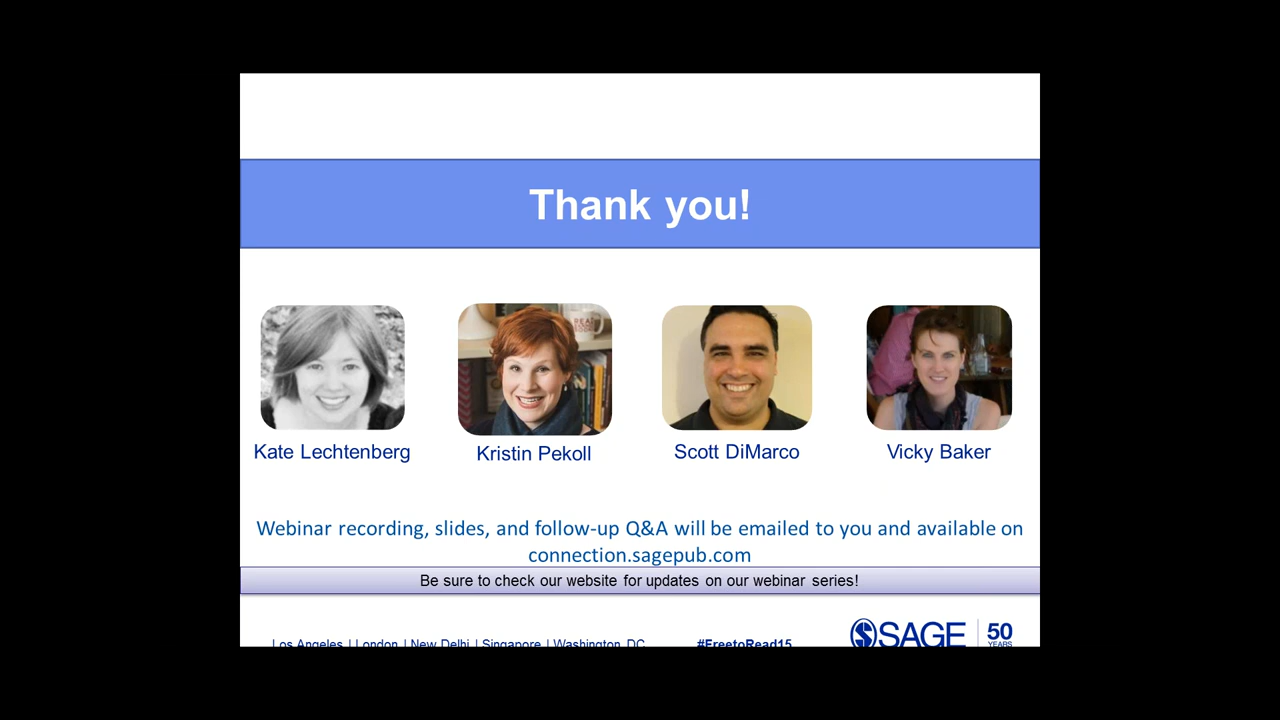 Thank you!
Kate Lechtenberg
Kristin Pekoll
Scott DiMarco
Vicky Baker
Webinar recording, slides, and follow-up Q&A will be emailed to you and available on
connection.sagepub.com
Be sure to check our website for updates on our webinar series!
Los Angeles | London | New Delhi | Singapore | Washington DC
#FreetoRead15
SAGE
50
YEARS